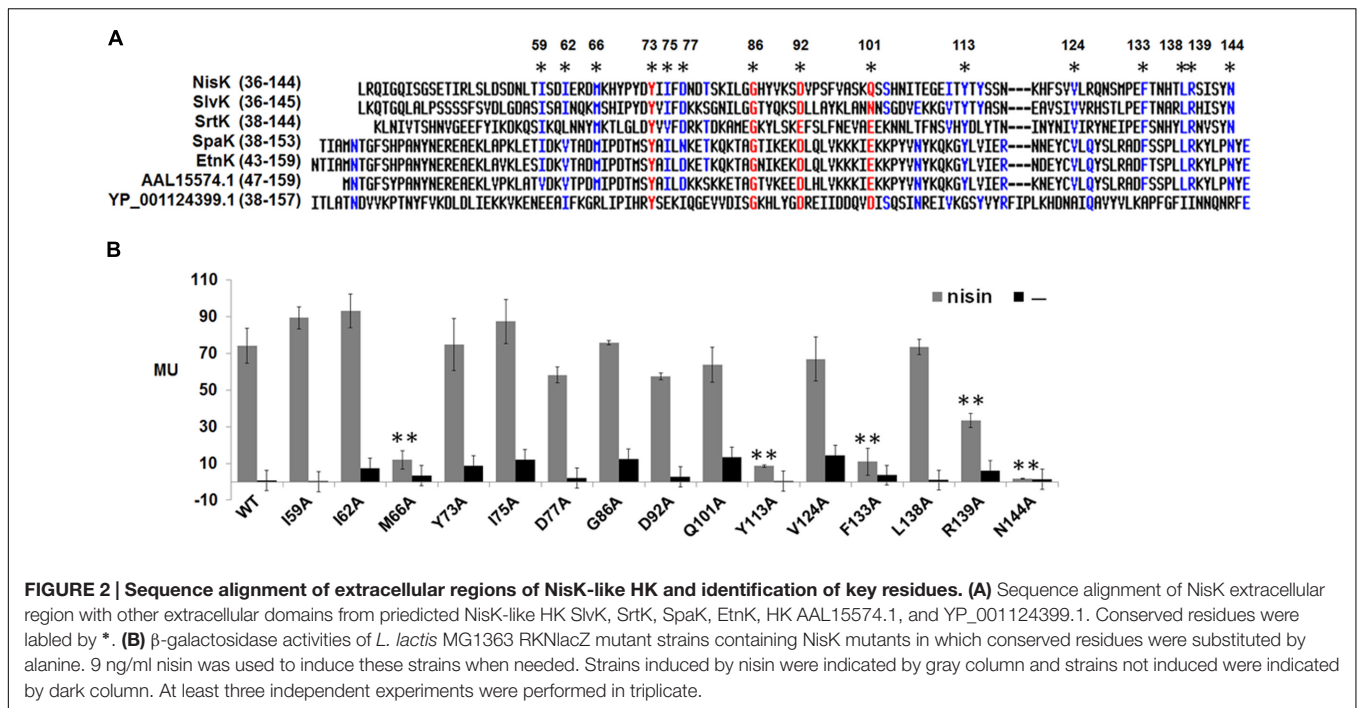 A
59 62 66 73 75 77 86 92 101 113 124 133 138 139 144
* * * * * * * * * * * * * * *
NisK (36-144) LRQIGQISGSETIRLSLDSDNLTISDIERDMKHYPYDYIIFDNDTSKILGGHYVKSDVPSFVASKQSSHNITEGEITYTYSSN---KHFSVVLRQNSMPEFTNHTLRSISYN
SlvK (36-145) LKQTGQLALPSSSSFSVDLGDASISAINQKMSHIPYDYVIFDKKSGNILGGTYQKSDLLAYKLANNNSGDVEKKGVTYTYSSN---EAVSIVVRHSTLPEFTNARLRNISYN
SrtK (38-144) KLNIVTSHNVGEEFYIKDKQSIKQLNNYMKTLGLDYVVFDRKTDKAMEGKYLSKEFSLFNEVAEEKNNLTFNSVHYDLYTN---INYNIVIRYNEIPEFSNHYLRNVSYN
SpaK (38-153) TIAMNTGFSHPANYNEREAEKLAPKLETIDKVTADMIPDTMSYAILNKETKQKTAGTIKEKDLQLVKKKIEKPYVNYKQKGYLVIER---NNEYCVLQYSLRADFSSPLLRKYLPNYE
EtnK (43-159) NTIAMNTGFSHPANYNEREAEKLAVKLESIDKVTADMIPDTMSYAILDKETKQKTAGNIKEKDLQLVKKKIEKPYVNYKQKGYLVIER---NDEYCVLQYSLRADFTSPLLRKYLPNYE
AAL15574.1 (47-159) MNTGFSYPANYNEREAEKLVPKLATVDKVTPDMIPDTMSYAILDKKSKKETAGTVKEEDLHLVKKKIEKPYVNYKQKGYLVIER---KNEYCVLQYSLRADFSSPLLRKYLPNYE
YP_001124399.1 (38-157) ITLATNDVVKPTNYFVKDLDLIEKKVKENEEAIFKGRLIPIHRYSEKIQGEVVDISGKHLYGDREIIDDQVDISQSINREIVKGSYVYRFIPLKHDNAIQAVYYLKAPFGFIINNQNRFE
B
110
90
70
50
30
10
-10
MU
nisin —
** ** ** ** **
WT I59A I62A M66A Y73A I75A D77A G86A D92A Q101A Y113A V124A F133A L138A R139A N144A
FIGURE 2 | Sequence alignment of extracellular regions of NisK-like HK and identification of key residues. (A) Sequence alignment of NisK extracellular
region with other extracellular domains from priedicted NisK-like HK SlvK, SrtK, SpaK, EtnK, HK AAL15574.1, and YP_001124399.1. Conserved residues were
labled by *. (B) β-galactosidase activities of L. lactis MG1363 RKNlacZ mutant strains containing NisK mutants in which conserved residues were substituted by
alanine. 9 ng/ml nisin was used to induce these strains when needed. Strains induced by nisin were indicated by gray column and strains not induced were indicated
by dark column. At least three independent experiments were performed in triplicate.